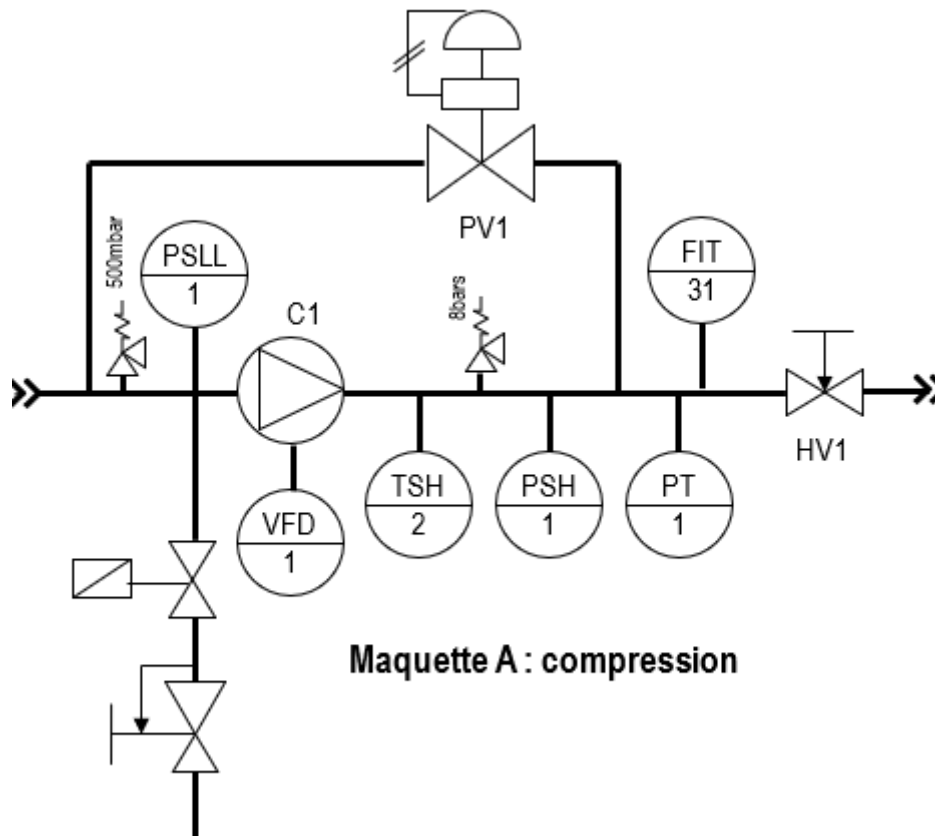 PV1
500mbar
PSLL
1
C1
8bars
FIT
31
HV1
VFD
1
TSH
2
PSH
1
PT
1
Maquette A : compression